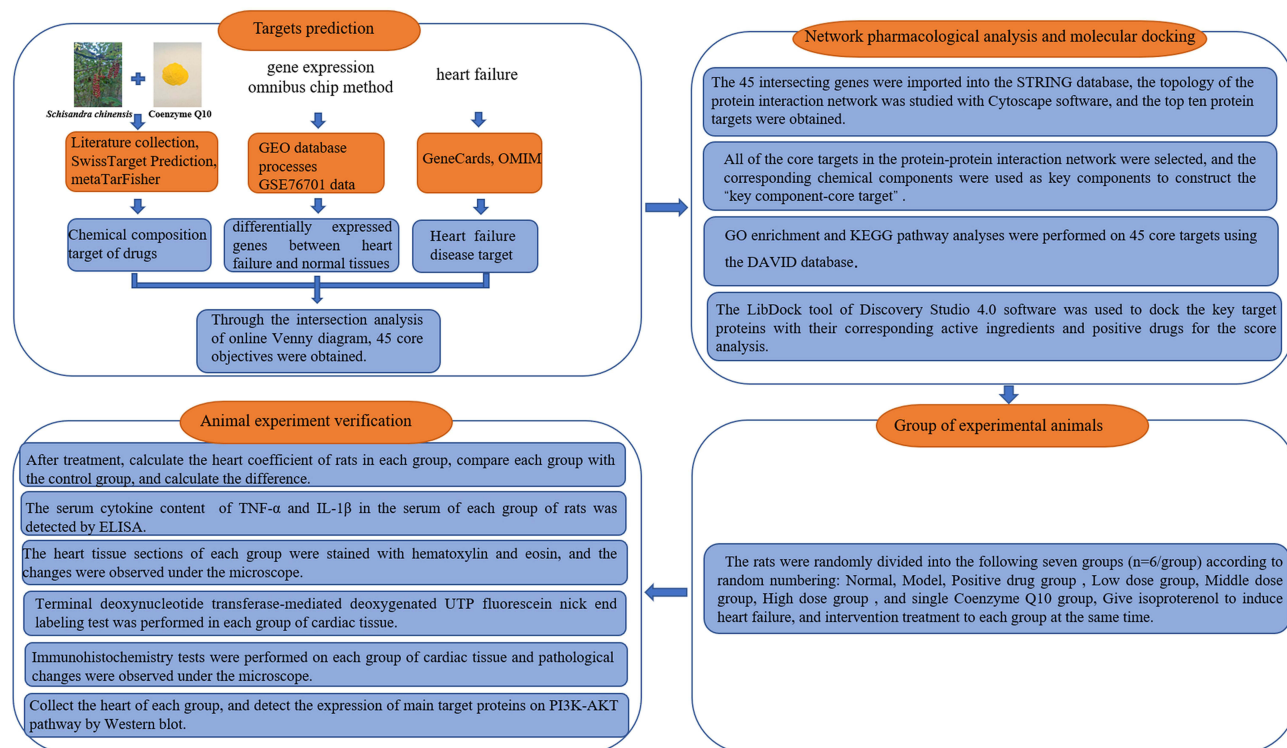 Targets prediction
Schisandra chinensis
Coenzyme Q10
gene expression
omnibus chip method
heart failure
Literature collection,
SwissTarget Prediction,
metaTarFisher
GEO database
processes
GSE76701 data
GeneCards, OMIM
Chemical composition
target of drugs
differentially expressed
genes between heart
failure and normal tissues
Heart failure
disease target
Through the intersection analysis
of online Venny diagram, 45 core
objectives were obtained.
Network pharmacological analysis and molecular docking
The 45 intersecting genes were imported into the STRING database, the topology of the
protein interaction network was studied with Cytoscape software, and the top ten protein
targets were obtained.
All of the core targets in the protein-protein interaction network were selected, and the
corresponding chemical components were used as key components to construct the
"key component-core target" .
GO enrichment and KEGG pathway analyses were performed on 45 core targets using
the DAVID database.
The LibDock tool of Discovery Studio 4.0 software was used to dock the key target
proteins with their corresponding active ingredients and positive drugs for the score
analysis.
Group of experimental animals
The rats were randomly divided into the following seven groups (n=6/group) according to
random numbering: Normal, Model, Positive drug group , Low dose group, Middle dose
group, High dose group , and single Coenzyme Q10 group, Give isoproterenol to induce
heart failure, and intervention treatment to each group at the same time.
Animal experiment verification
After treatment, calculate the heart coefficient of rats in each group, compare each group with
the control group, and calculate the difference.
The serum cytokine content of TNF-α and IL-1β in the serum of each group of rats was
detected by ELISA.
The heart tissue sections of each group were stained with hematoxylin and eosin, and the
changes were observed under the microscope.
Terminal deoxynucleotide transferase-mediated deoxygenated UTP fluorescein nick end
labeling test was performed in each group of cardiac tissue.
Immunohistochemistry tests were performed on each group of cardiac tissue and pathological
changes were observed under the microscope.
Collect the heart of each group, and detect the expression of main target proteins on PI3K-AKT
pathway by Western blot.